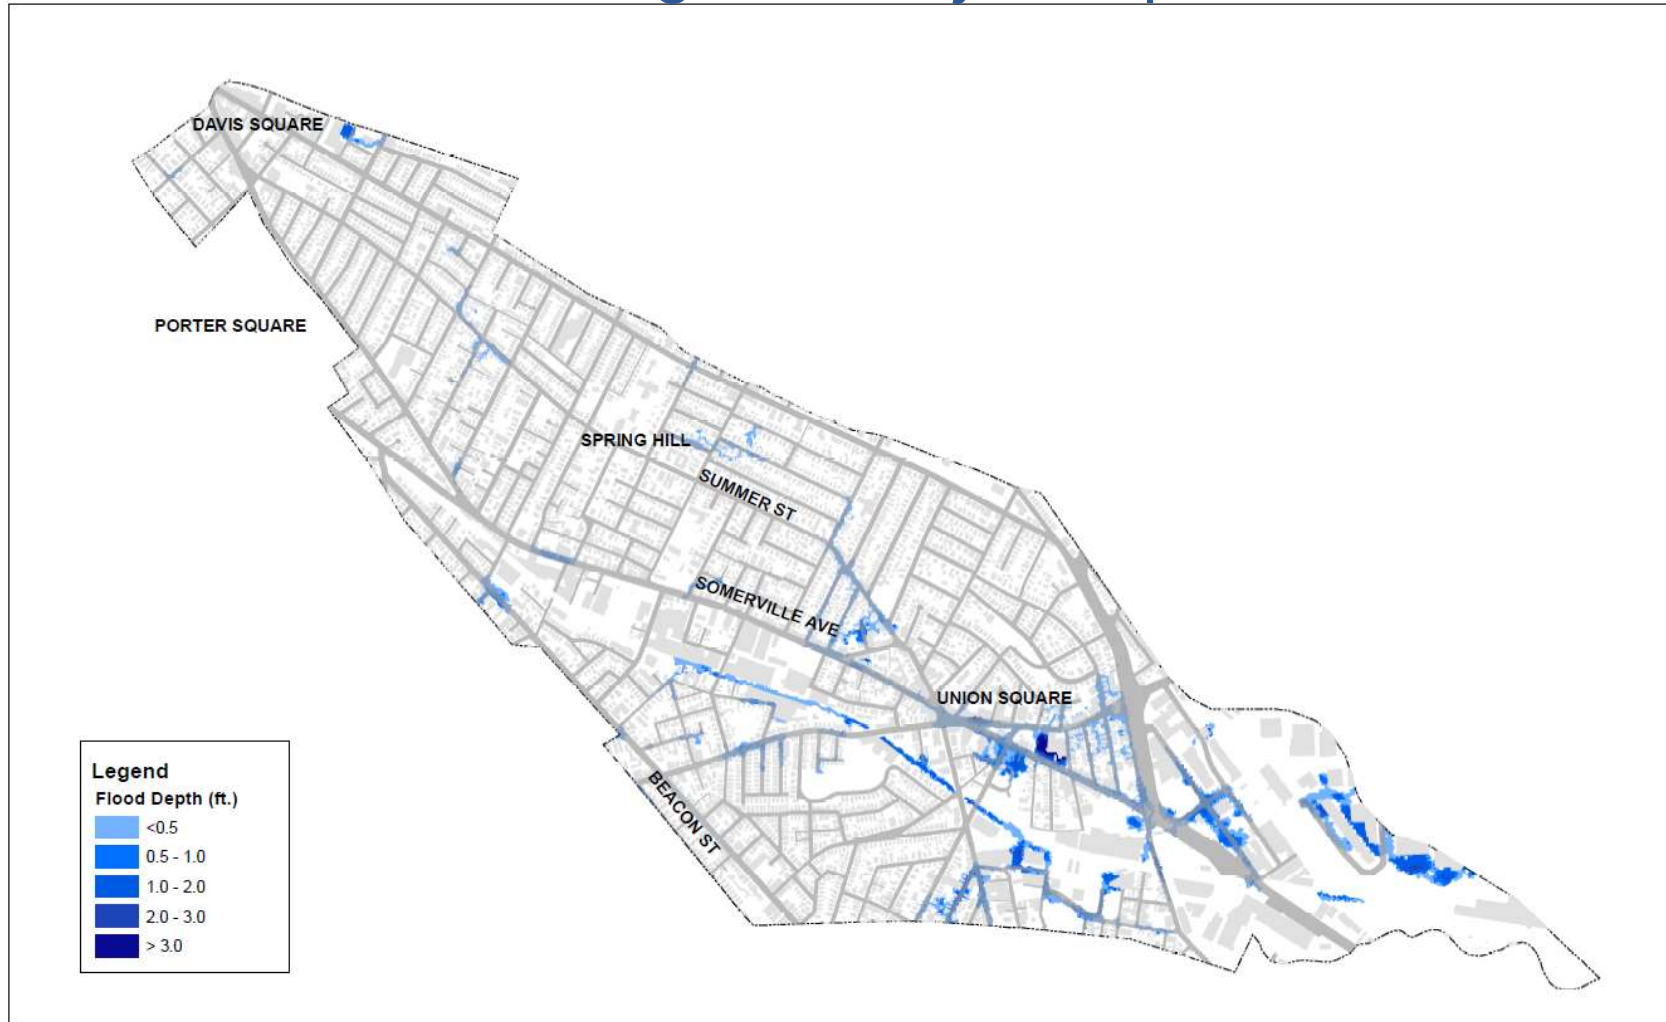 DAVIS SQUARE
PORTER SQUARE
SPRING HILL
SUMMER ST
SOMERVILLE AVE
UNION SQUARE
BEACON ST
Legend
Flood Depth (ft.)
<0.5
0.5 - 1.0
1.0 - 2.0
2.0 - 3.0
> 3.0